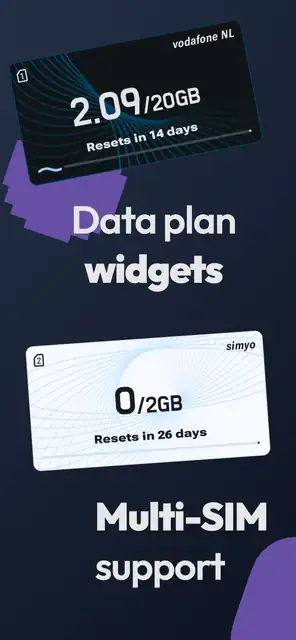 vodafone NL
1
2.09/20GB
Resets in 14 days
Data plan
widgets
simyo
2
0/2GB
Resets in 26 days
Multi-SIM
support